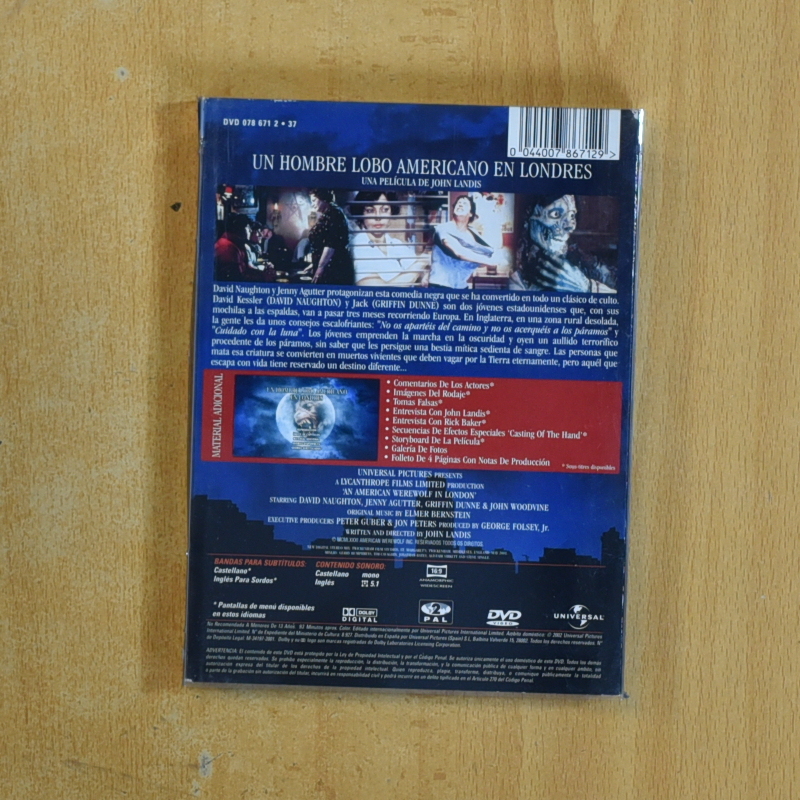 DVD 078 671 2 • 37
0 044007 867129 >
UN HOMBRE LOBO AMERICANO EN LONDRES
UNA PELÍCULA DE JOHN LANDIS
David Naughton y Jenny Agutter protagonizan esta comedia negra que se ha convertido en todo un clásico de culto.
David Kessler (DAVID NAUGHTON) y Jack (GRIFFIN DUNNE) son dos jóvenes estadounidenses que, con sus
mochilas a las espaldas, van a pasar tres meses recorriendo Europa. En Inglaterra, en una zona rural desolada,
la gente les da unos consejos escalofriantes: "No os apartéis del camino y no os acerquéis a los páramos" y
"Cuidado con la luna". Los jóvenes emprenden la marcha en la oscuridad y oyen un aullido terrorífico
procedente de los páramos, sin saber que les persigue una bestia mítica sedienta de sangre. Las personas que
mata esa criatura se convierten en muertos vivientes que deben vagar por la Tierra eternamente, pero aquél que
escapa con vida tiene reservado un destino diferente...
MATERIAL ADICIONAL
• Comentarios De Los Actores*
• Imágenes Del Rodaje*
• Tomas Falsas*
• Entrevista Con John Landis*
• Entrevista Con Rick Baker*
• Secuencias De Efectos Especiales 'Casting Of The Hand'*
• Storyboard De La Película*
• Galería De Fotos
• Folleto De 4 Páginas Con Notas De Producción
* Subtítulos disponibles
UNIVERSAL PICTURES PRESENTS
A LYCANTHROPE FILMS LIMITED PRODUCTION
'AN AMERICAN WEREWOLF IN LONDON'
STARRING DAVID NAUGHTON, JENNY AGUTTER, GRIFFIN DUNNE & JOHN WOODVINE
ORIGINAL MUSIC BY ELMER BERNSTEIN
EXECUTIVE PRODUCERS PETER GUBER & JON PETERS PRODUCED BY GEORGE FOLSEY, Jr.
WRITTEN AND DIRECTED BY JOHN LANDIS
BANDAS PARA SUBTÍTULOS:
Castellano*
Inglés Para Sordos*
CONTENIDO SONORO:
Castellano mono
Inglés 5.1
16:9
ANAMORPHIC
WIDESCREEN
* Pantallas de menú disponibles
en estos idiomas
DOLBY
DIGITAL
2
PAL
DVD
VIDEO
UNIVERSAL